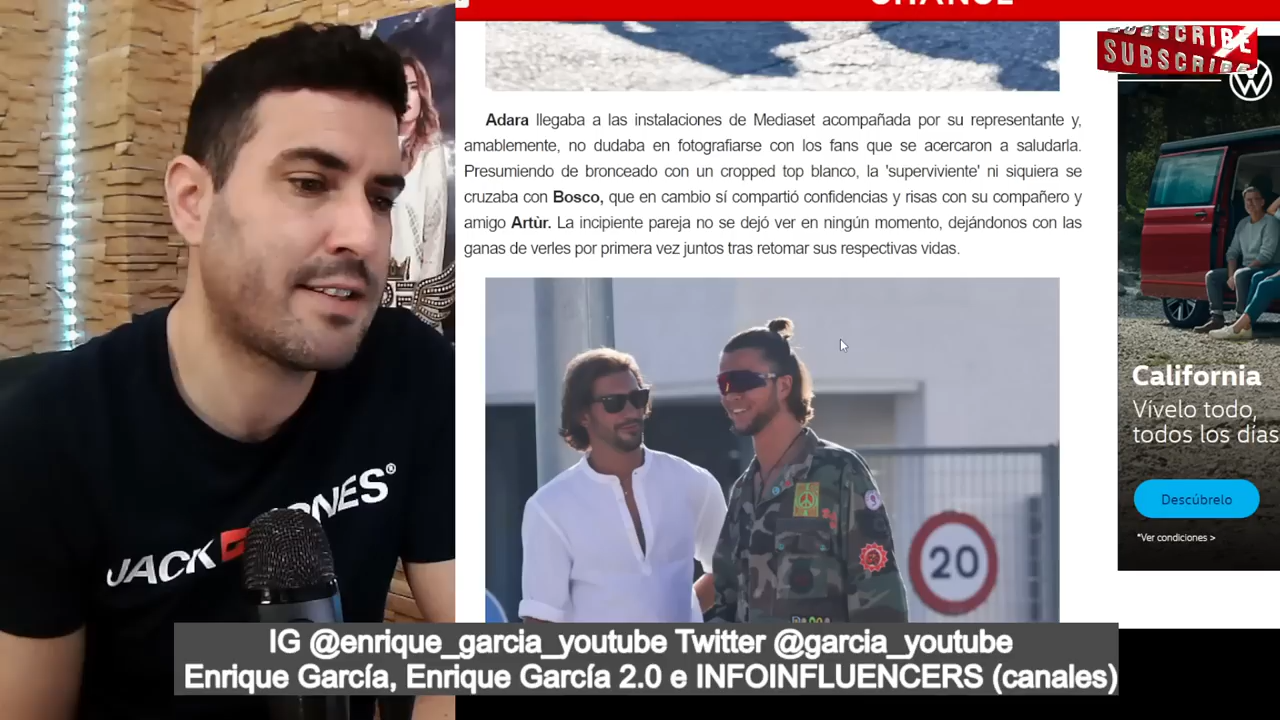 CHANCE
SUBSCRIBE
SUBSCRIBE
Adara llegaba a las instalaciones de Mediaset acompañada por su representante y,
amablemente, no dudaba en fotografiarse con los fans que se acercaron a saludarla.
Presumiendo de bronceado con un cropped top blanco, la 'superviviente' ni siquiera se
cruzaba con Bosco, que en cambio sí compartió confidencias y risas con su compañero y
amigo Artùr. La incipiente pareja no se dejó ver en ningún momento, dejándonos con las
ganas de verles por primera vez juntos tras retomar sus respectivas vidas.
California
Vívelo todo,
todos los días
Descúbrelo
*Ver condiciones >
20
JACK JONES®
IG @enrique_garcia_youtube Twitter @garcia_youtube
Enrique García, Enrique García 2.0 e INFOINFLUENCERS (canales)